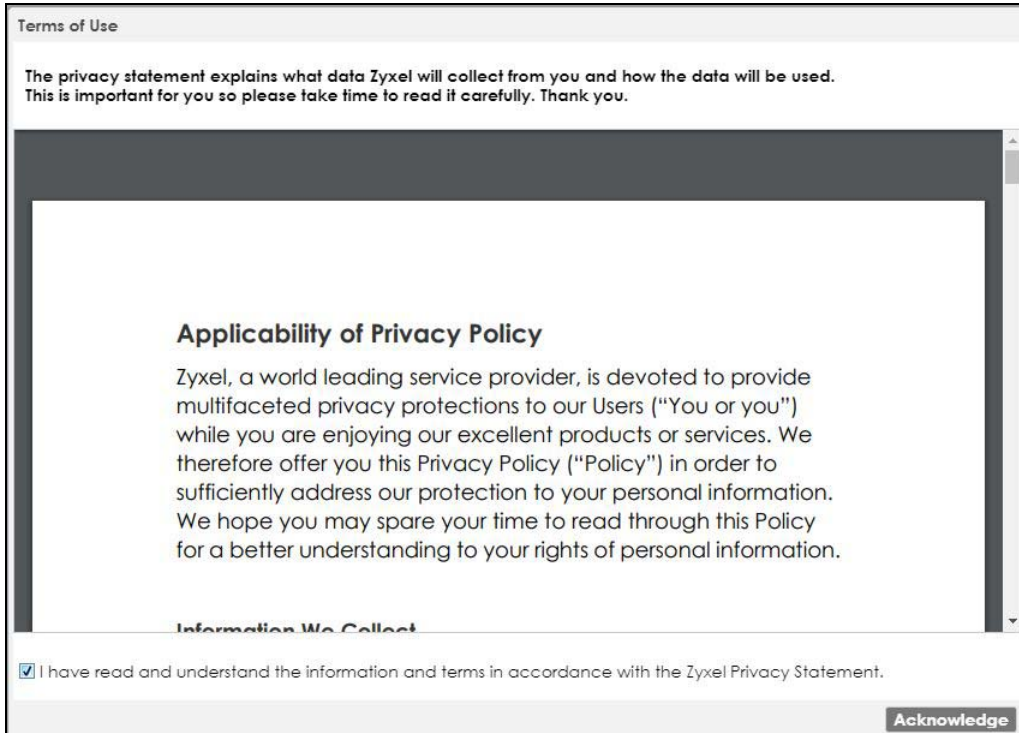 Terms of Use
The privacy statement explains what data Zyxel will collect from you and how the data will be used.
This is important for you so please take time to read it carefully. Thank you.
Applicability of Privacy Policy
Zyxel, a world leading service provider, is devoted to provide
multifaceted privacy protections to our Users (“You or you”)
while you are enjoying our excellent products or services. We
therefore offer you this Privacy Policy (“Policy”) in order to
sufficiently address our protection to your personal information.
We hope you may spare your time to read through this Policy
for a better understanding to your rights of personal information.
Information We Collect
I have read and understand the information and terms in accordance with the Zyxel Privacy Statement.
Acknowledge